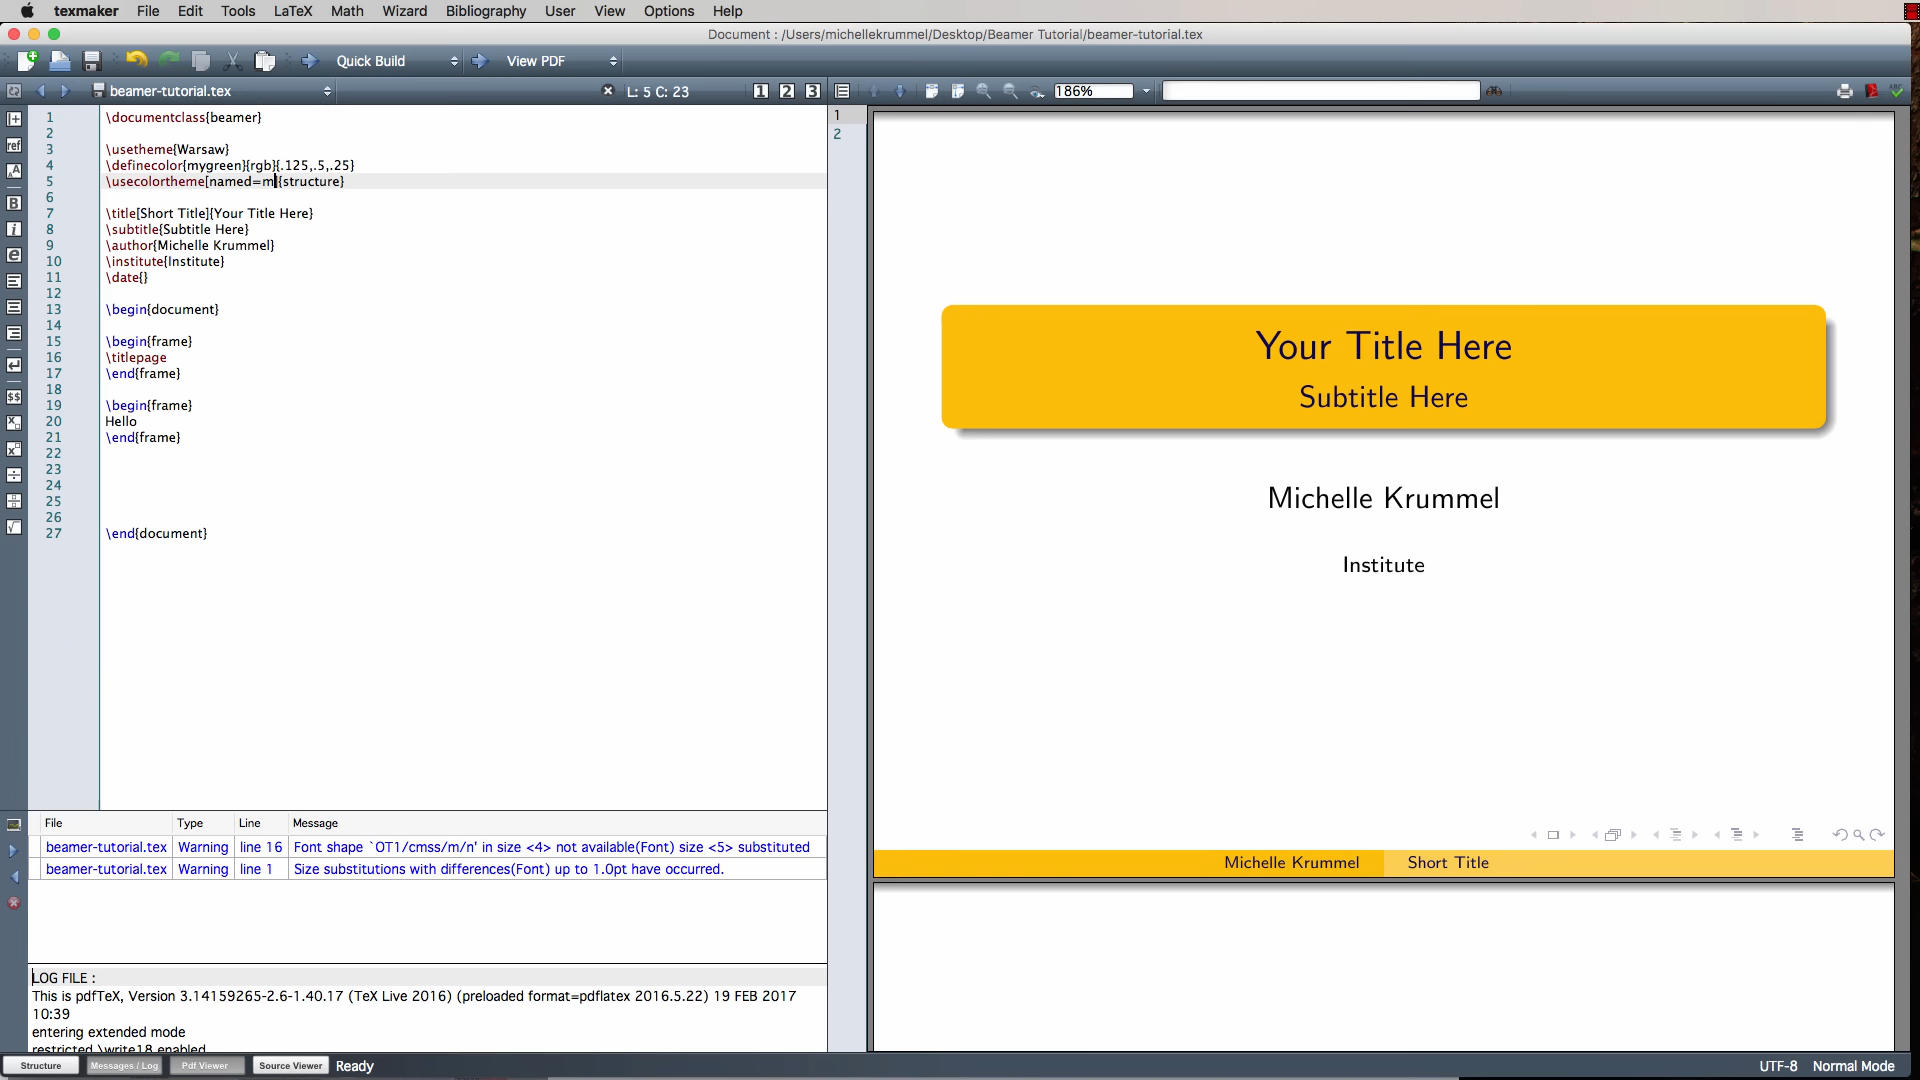 texmaker File Edit Tools LaTeX Math Wizard Bibliography User View Options Help
Document : /Users/michellekrummel/Desktop/Beamer Tutorial/beamer-tutorial.tex
Quick Build View PDF
beamer-tutorial.tex L: 5 C: 23 1 2 3 186%
1 \documentclass{beamer}
2
3 \usetheme{Warsaw}
4 \definecolor{mygreen}{rgb}{.125,.5,.25}
5 \usecolortheme[named=m]{structure}
6
7 \title[Short Title]{Your Title Here}
8 \subtitle{Subtitle Here}
9 \author{Michelle Krummel}
10 \institute{Institute}
11 \date{}
12
13 \begin{document}
14
15 \begin{frame}
16 \titlepage
17 \end{frame}
18
19 \begin{frame}
20 Hello
21 \end{frame}
22
23
24
25
26
27 \end{document}
File Type Line Message
beamer-tutorial.tex Warning line 16 Font shape `OT1/cmss/m/n' in size <4> not available(Font) size <5> substituted
beamer-tutorial.tex Warning line 1 Size substitutions with differences(Font) up to 1.0pt have occurred.
LOG FILE :
This is pdfTeX, Version 3.14159265-2.6-1.40.17 (TeX Live 2016) (preloaded format=pdflatex 2016.5.22) 19 FEB 2017
10:39
entering extended mode
restricted \write18 enabled
1
2
Your Title Here
Subtitle Here
Michelle Krummel
Institute
Michelle Krummel Short Title
Structure Messages / Log Pdf Viewer Source Viewer Ready UTF-8 Normal Mode